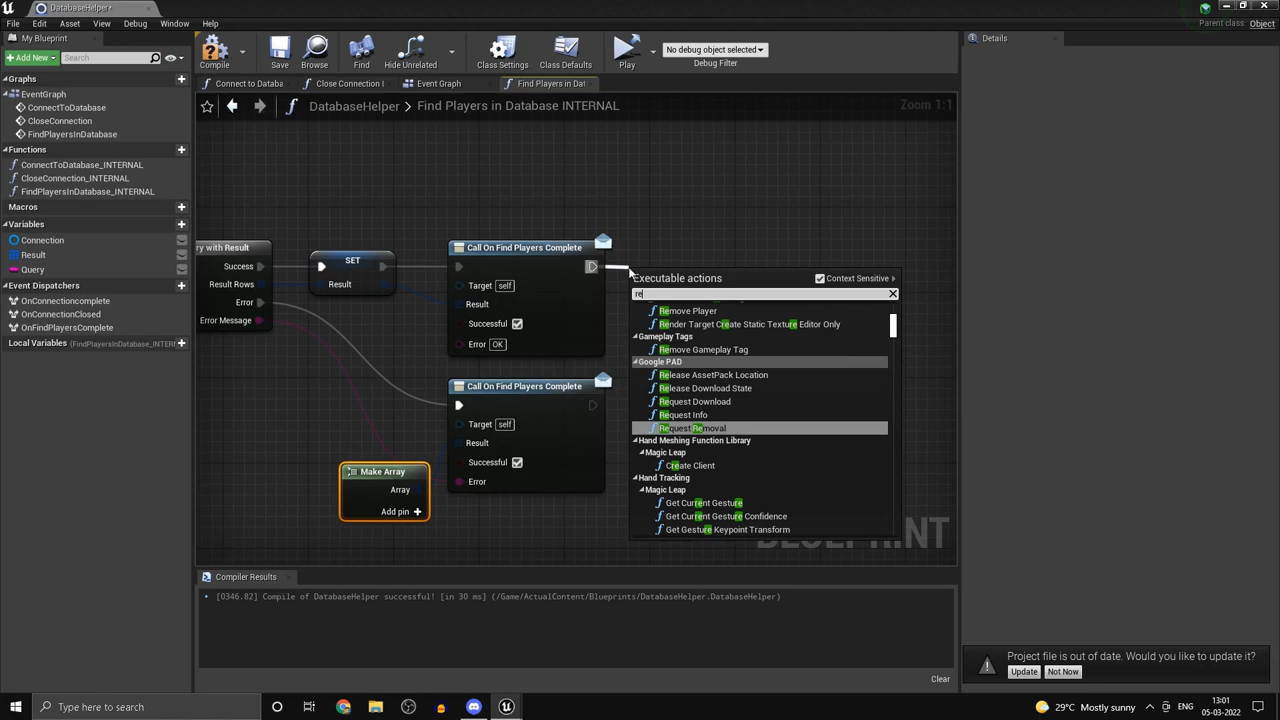 DatabaseHelper*
Parent class: Object
File Edit Asset View Debug Window Help
My Blueprint
Details
+ Add New
Search
Compile
Save
Browse
Find
Hide Unrelated
Class Settings
Class Defaults
Play
No debug object selected
Debug Filter
Graphs
EventGraph
ConnectToDatabase
CloseConnection
FindPlayersInDatabase
Functions
ConnectToDatabase_INTERNAL
CloseConnection_INTERNAL
FindPlayersInDatabase_INTERNAL
Macros
Variables
Connection
Result
Query
Event Dispatchers
OnConnectioncomplete
OnConnectionClosed
OnFindPlayersComplete
Local Variables (FindPlayersInDatabase_INTERI
Connect to Databa
Close Connection I
Event Graph
Find Players in Dat
DatabaseHelper > Find Players in Database INTERNAL
Zoom 1:1
ry with Result
Success
Result Rows
Error
Error Message
SET
Result
Call On Find Players Complete
Target self
Result
Successful
Error OK
Call On Find Players Complete
Target self
Result
Successful
Error
Make Array
Array
Add pin +
Executable actions
Context Sensitive
re
Remove Player
Render Target Create Static Texture Editor Only
Gameplay Tags
Remove Gameplay Tag
Google PAD
Release AssetPack Location
Release Download State
Request Download
Request Info
Request Removal
Hand Meshing Function Library
Magic Leap
Create Client
Hand Tracking
Magic Leap
Get Current Gesture
Get Current Gesture Confidence
Get Gesture Keypoint Transform
BLUEPRINT
Compiler Results
[0346.82] Compile of DatabaseHelper successful! [in 30 ms] (/Game/ActualContent/Blueprints/DatabaseHelper.DatabaseHelper)
Clear
Project file is out of date. Would you like to update it?
Update
Not Now
Type here to search
29°C Mostly sunny
ENG
13:01
05-03-2022